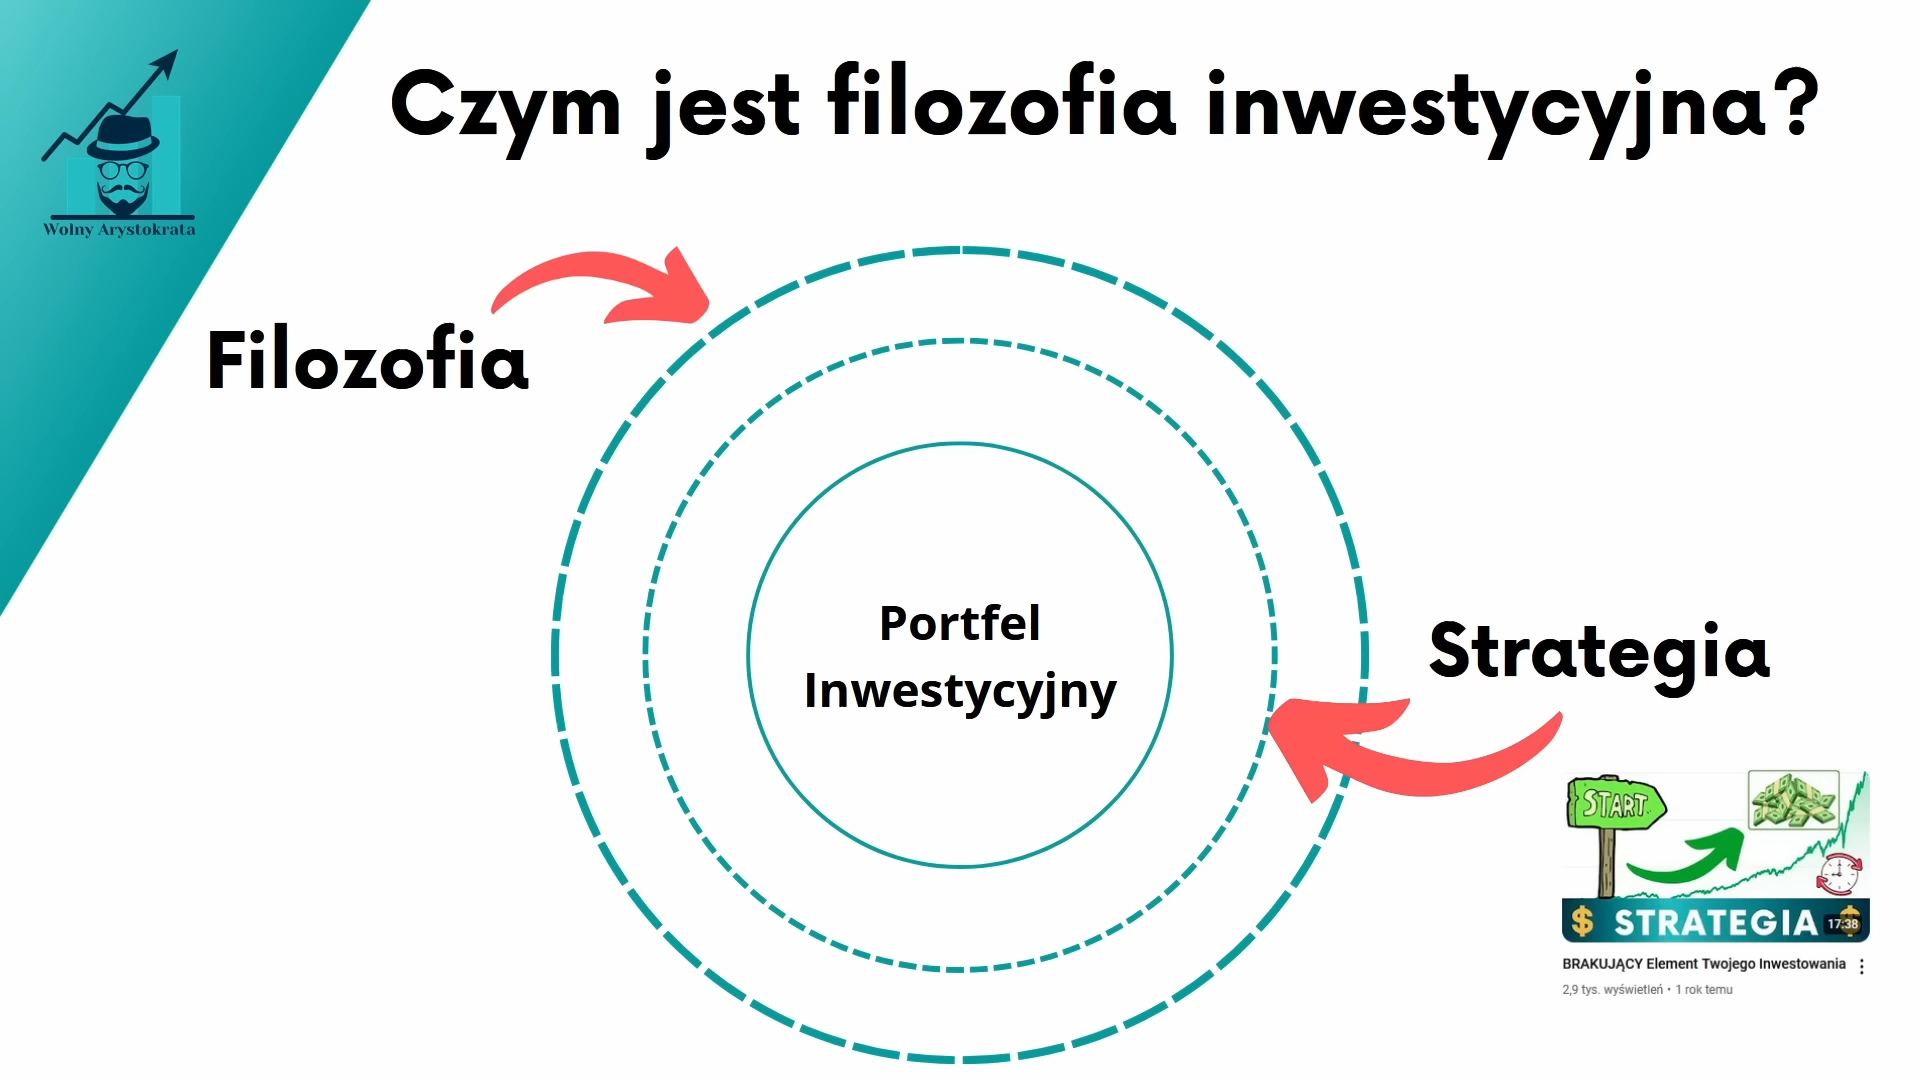 Czym jest filozofia inwestycyjna?
Wolny Arystokrata
Filozofia
Portfel
Inwestycyjny
Strategia
START
$ STRATEGIA $
17:38
BRAKUJĄCY Element Twojego Inwestowania
2,9 tys. wyświetleń • 1 rok temu